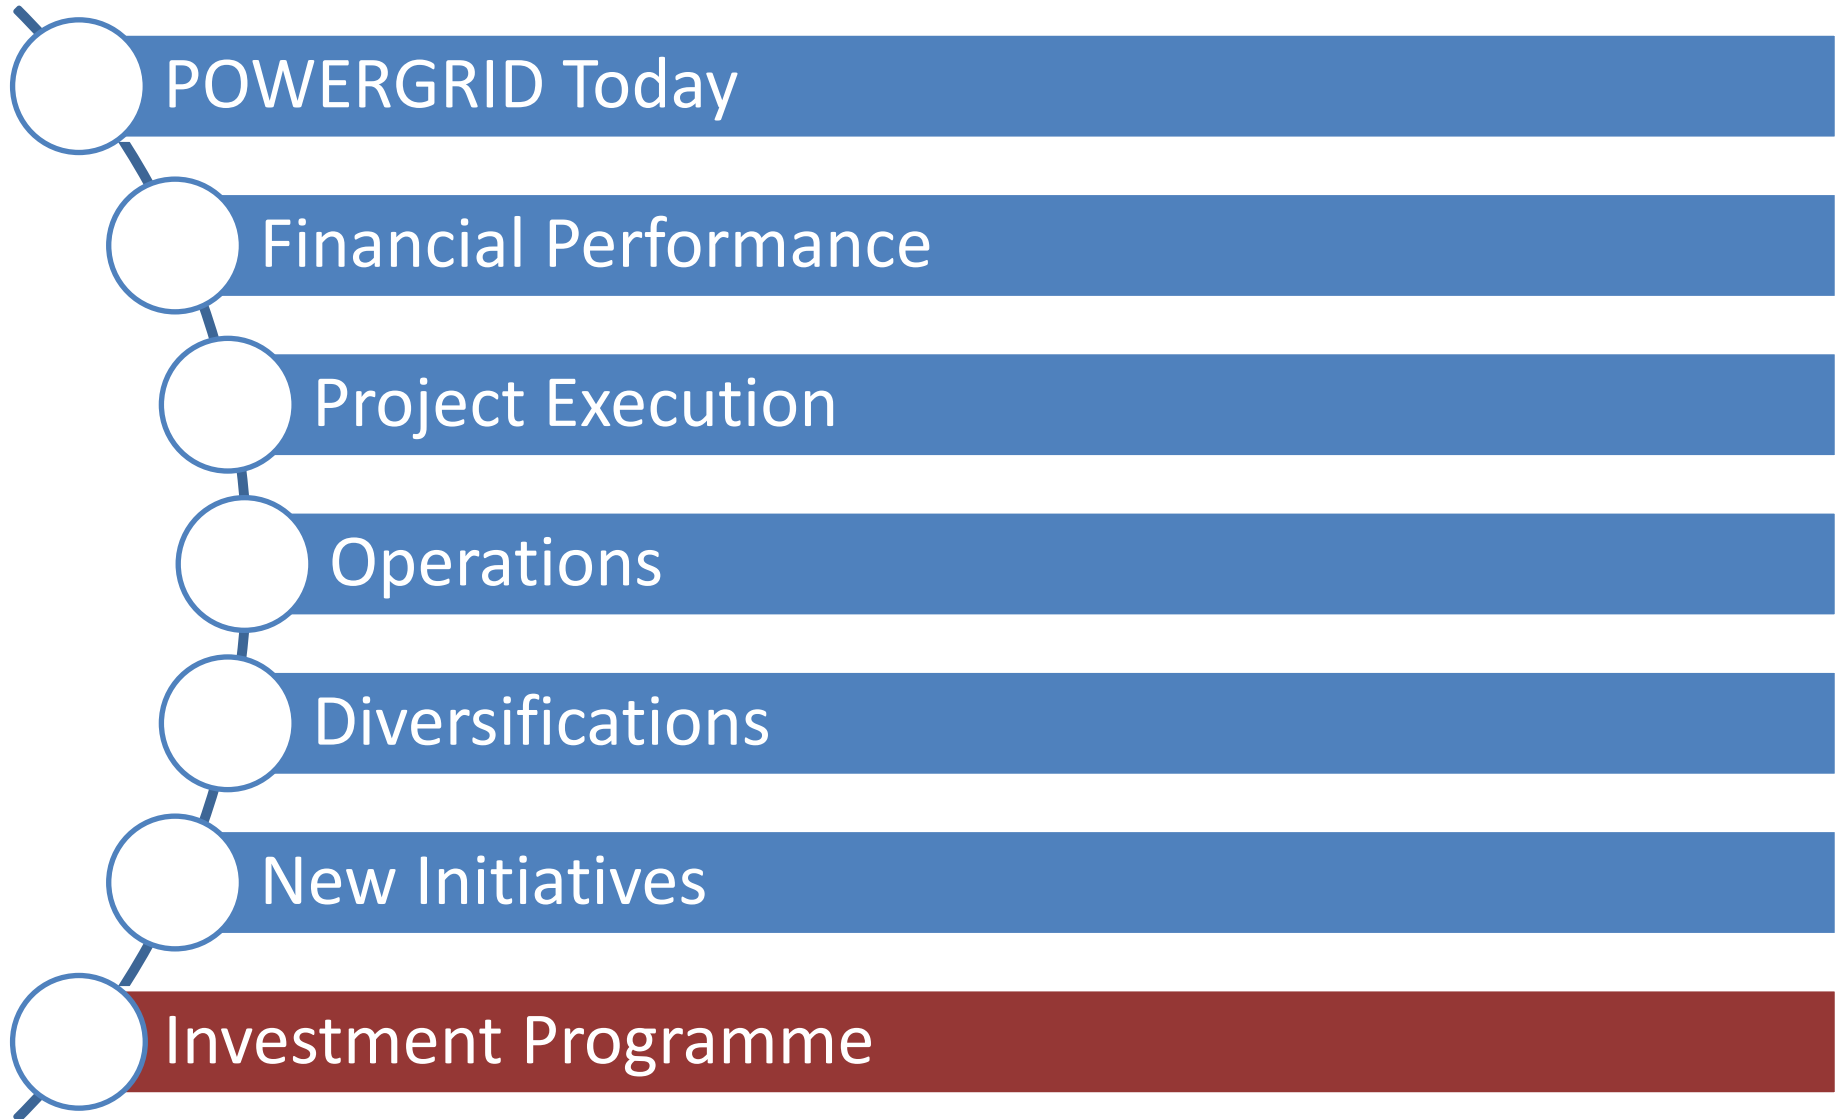 POWERGRID Today
Financial Performance
Project Execution
Operations
Diversifications
New Initiatives
Investment Programme